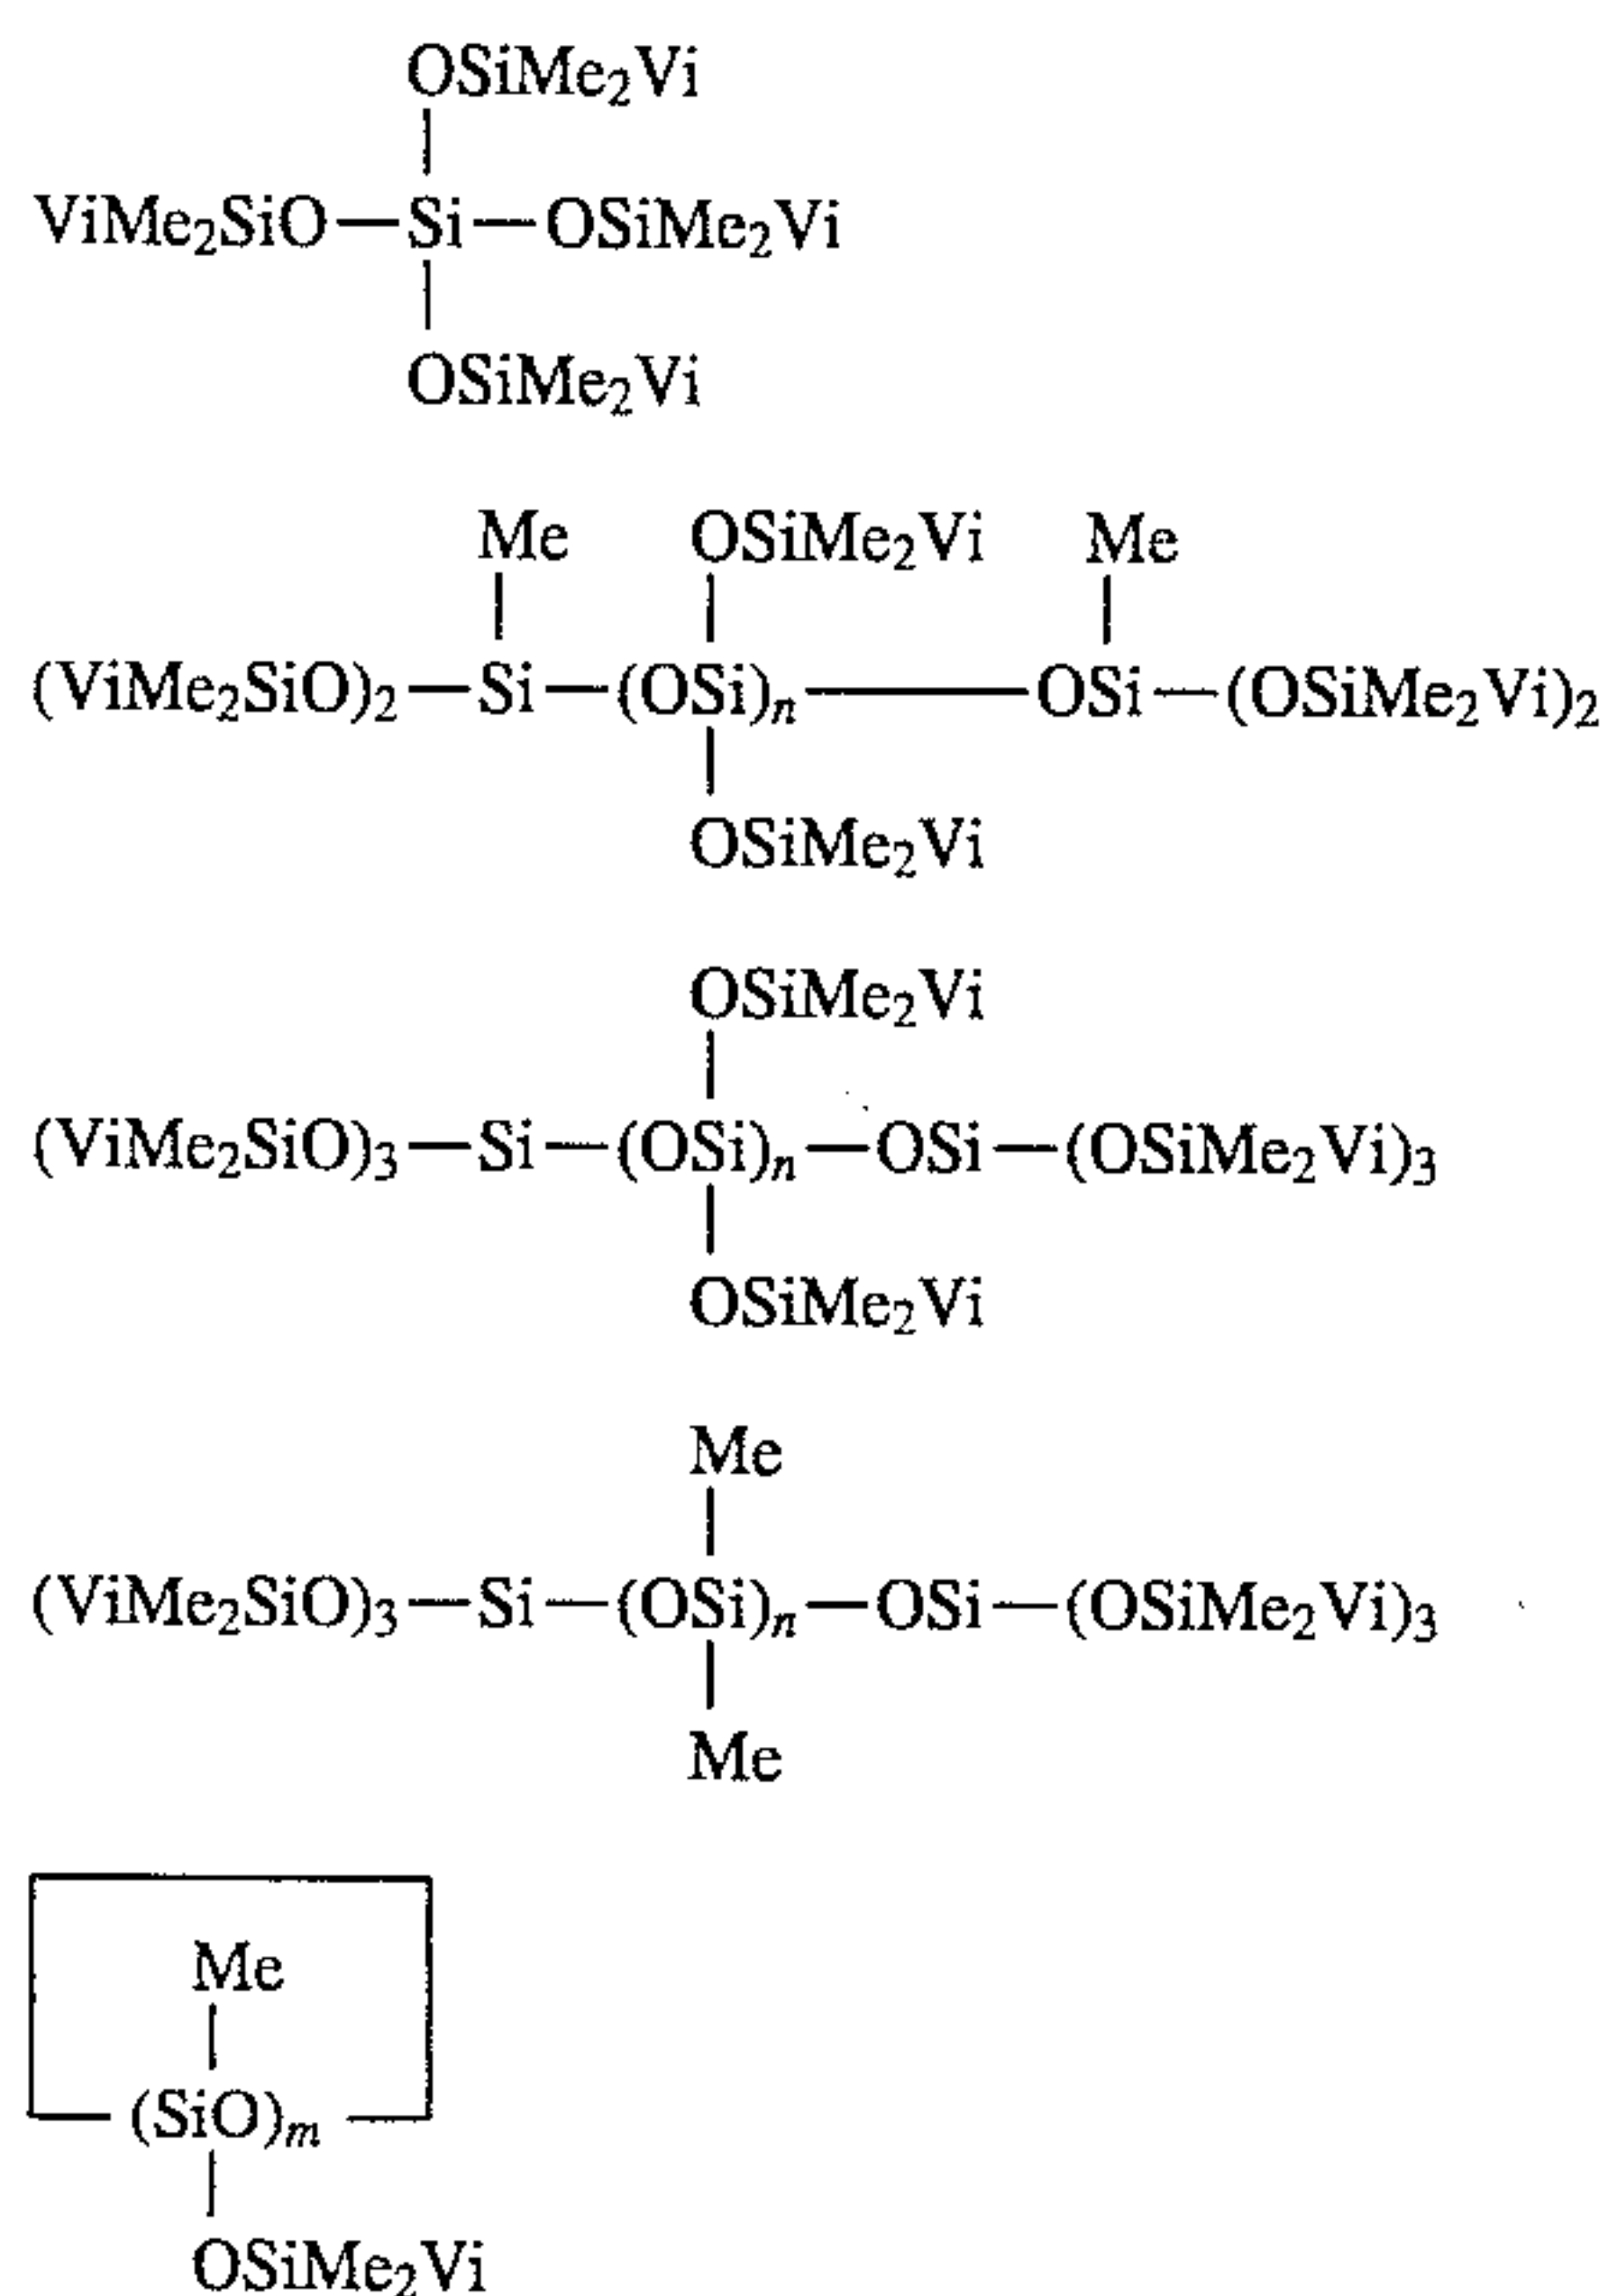 OSiMe₂Vi
ViMe₂SiO—Si—OSiMe₂Vi
OSiMe₂Vi
Me OSiMe₂Vi Me
(ViMe₂SiO)₂—Si—(OSi)ₙ—OSi—(OSiMe₂Vi)₂
OSiMe₂Vi
OSiMe₂Vi
(ViMe₂SiO)₃—Si—(OSi)ₙ—OSi—(OSiMe₂Vi)₃
OSiMe₂Vi
Me
(ViMe₂SiO)₃—Si—(OSi)ₙ—OSi—(OSiMe₂Vi)₃
Me
Me
(SiO)ₘ
OSiMe₂Vi